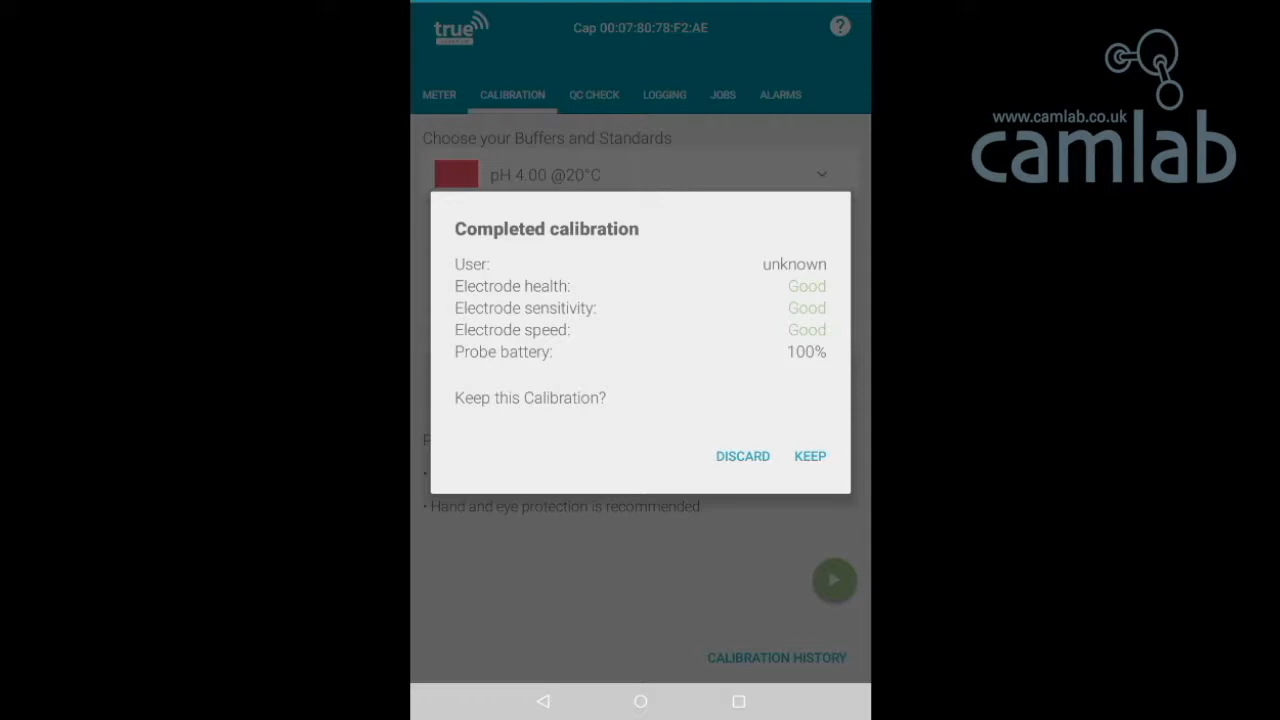 true
Cap 00:07:80:78:F2:AE
?
METER CALIBRATION QC CHECK LOGGING JOBS ALARMS
Choose your Buffers and Standards
pH 4.00 @20°C
Completed calibration
User: unknown
Electrode health: Good
Electrode sensitivity: Good
Electrode speed: Good
Probe battery: 100%
Keep this Calibration?
DISCARD KEEP
• Hand and eye protection is recommended.
CALIBRATION HISTORY
www.camlab.co.uk
camlab